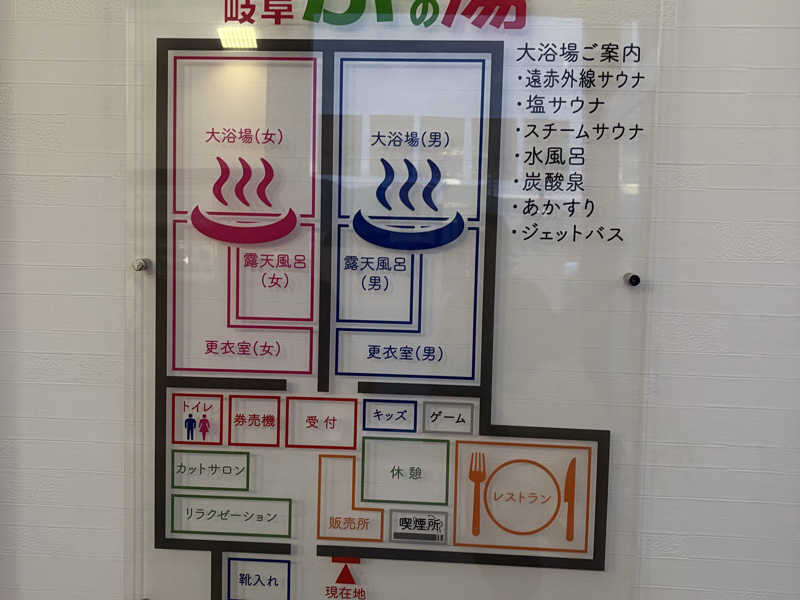 岐阜 ぷりの湯
大浴場ご案内
・遠赤外線サウナ
・塩サウナ
・スチームサウナ
・水風呂
・炭酸泉
・あかすり
・ジェットバス
大浴場(女)
大浴場(男)
露天風呂
(女)
露天風呂
(男)
更衣室(女)
更衣室(男)
トイレ
券売機
受付
キッズ
ゲーム
カットサロン
休憩
レストラン
リラクゼーション
販売所
喫煙所
靴入れ
現在地